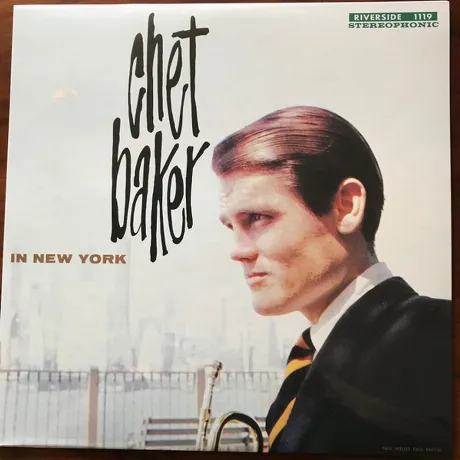 RIVERSIDE 1119
STEREOPHONIC
chet
baker
IN NEW YORK